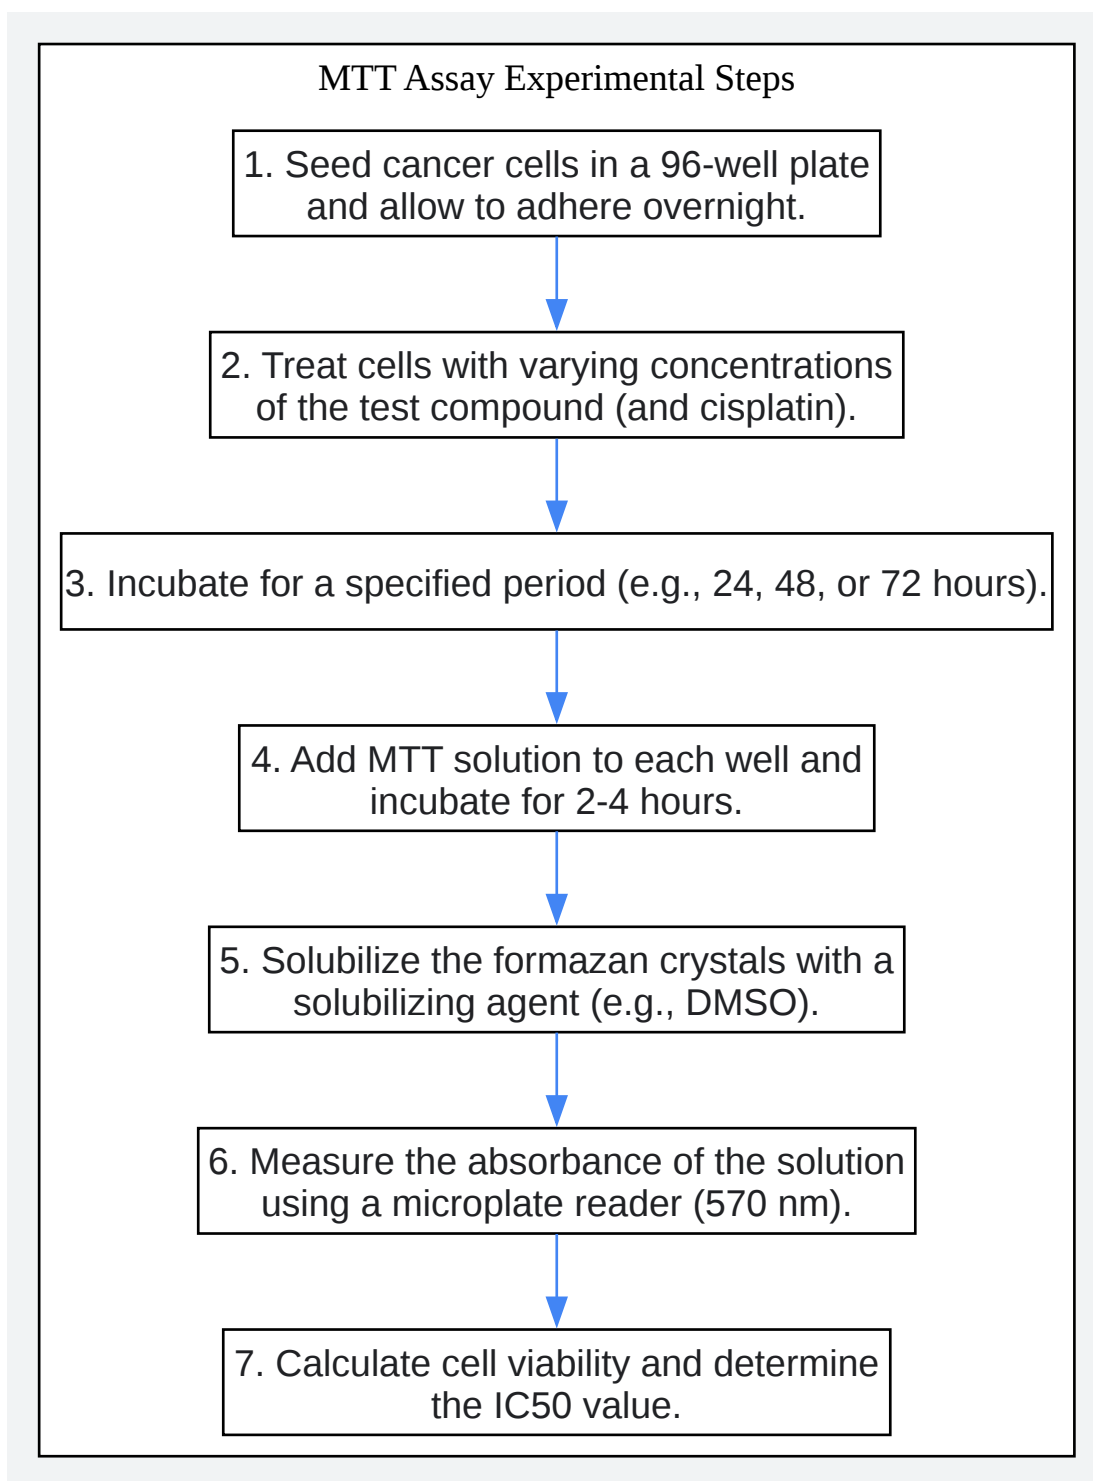 MTT Assay Experimental Steps
1. Seed cancer cells in a 96-well plate
and allow to adhere overnight.
2. Treat cells with varying concentrations
of the test compound (and cisplatin).
3. Incubate for a specified period (e.g., 24, 48, or 72 hours).
4. Add MTT solution to each well and
incubate for 2-4 hours.
5. Solubilize the formazan crystals with a
solubilizing agent (e.g., DMSO).
6. Measure the absorbance of the solution
using a microplate reader (570 nm).
7. Calculate cell viability and determine
the IC50 value.